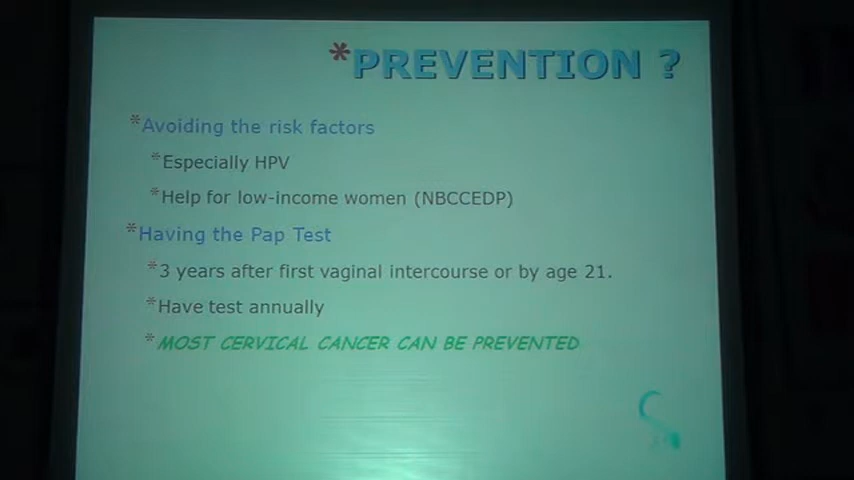 *PREVENTION ?
*Avoiding the risk factors
*Especially HPV
*Help for low-income women (NBCCEDP)
*Having the Pap Test
*3 years after first vaginal intercourse or by age 21.
*Have test annually
*MOST CERVICAL CANCER CAN BE PREVENTED